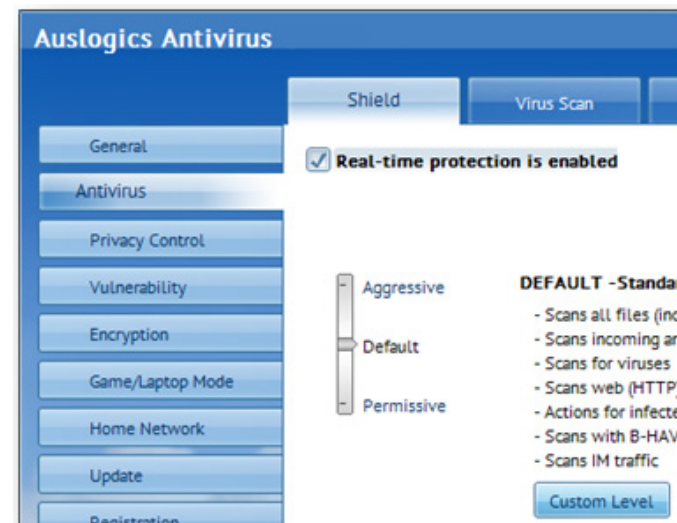 Auslogics Antivirus
Shield
Virus Scan
General
Antivirus
Privacy Control
Vulnerability
Encryption
Game/Laptop Mode
Home Network
Update
Registration
Real-time protection is enabled
Aggressive
Default
Permissive
DEFAULT -Standa
- Scans all files (inc
- Scans incoming a
- Scans for viruses
- Scans web (HTTP)
- Actions for infecte
- Scans with B-HAV
- Scans IM traffic
Custom Level